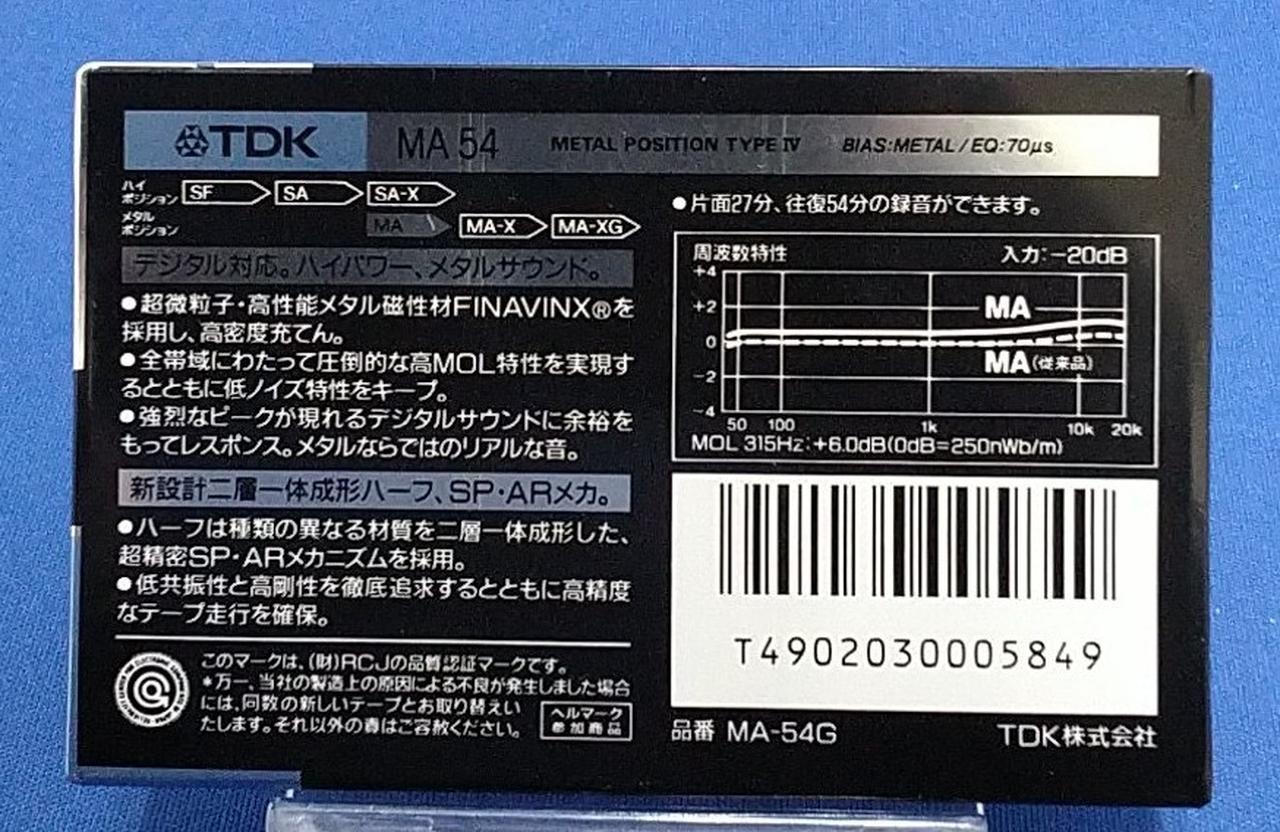 TDK MA 54 METAL POSITION TYPE IV BIAS:METAL/EQ:70μs
ハイ
ポジション SF SA SA-X
メタル
ポジション MA MA-X MA-XG
デジタル対応。ハイパワー、メタルサウンド。
●超微粒子・高性能メタル磁性材FINAVINX®を
採用し、高密度充てん。
●全帯域にわたって圧倒的な高MOL特性を実現す
るとともに低ノイズ特性をキープ。
●強烈なピークが現れるデジタルサウンドに余裕を
もってレスポンス。メタルならではのリアルな音。
新設計二層一体成形ハーフ、SP・ARメカ。
●ハーフは種類の異なる材質を二層一体成形した、
超精密SP・ARメカニズムを採用。
●低共振性と高剛性を徹底追求するとともに高精度
なテープ走行を確保。
このマークは、(財)RCJの品質認証マークです。
*万一、当社の製造上の原因による不良が発生しました場合
には、同数の新しいテープとお取り替えい
たします。それ以外の責はご容赦ください。
ベルマーク
参加商品
●片面27分、往復54分の録音ができます。
周波数特性 入力:-20dB
+4
+2
0
-2
-4
MA
MA(従来品)
50 100 1k 10k 20k
MOL 315Hz:+6.0dB(0dB=250nWb/m)
T4902030005849
品番 MA-54G TDK株式会社